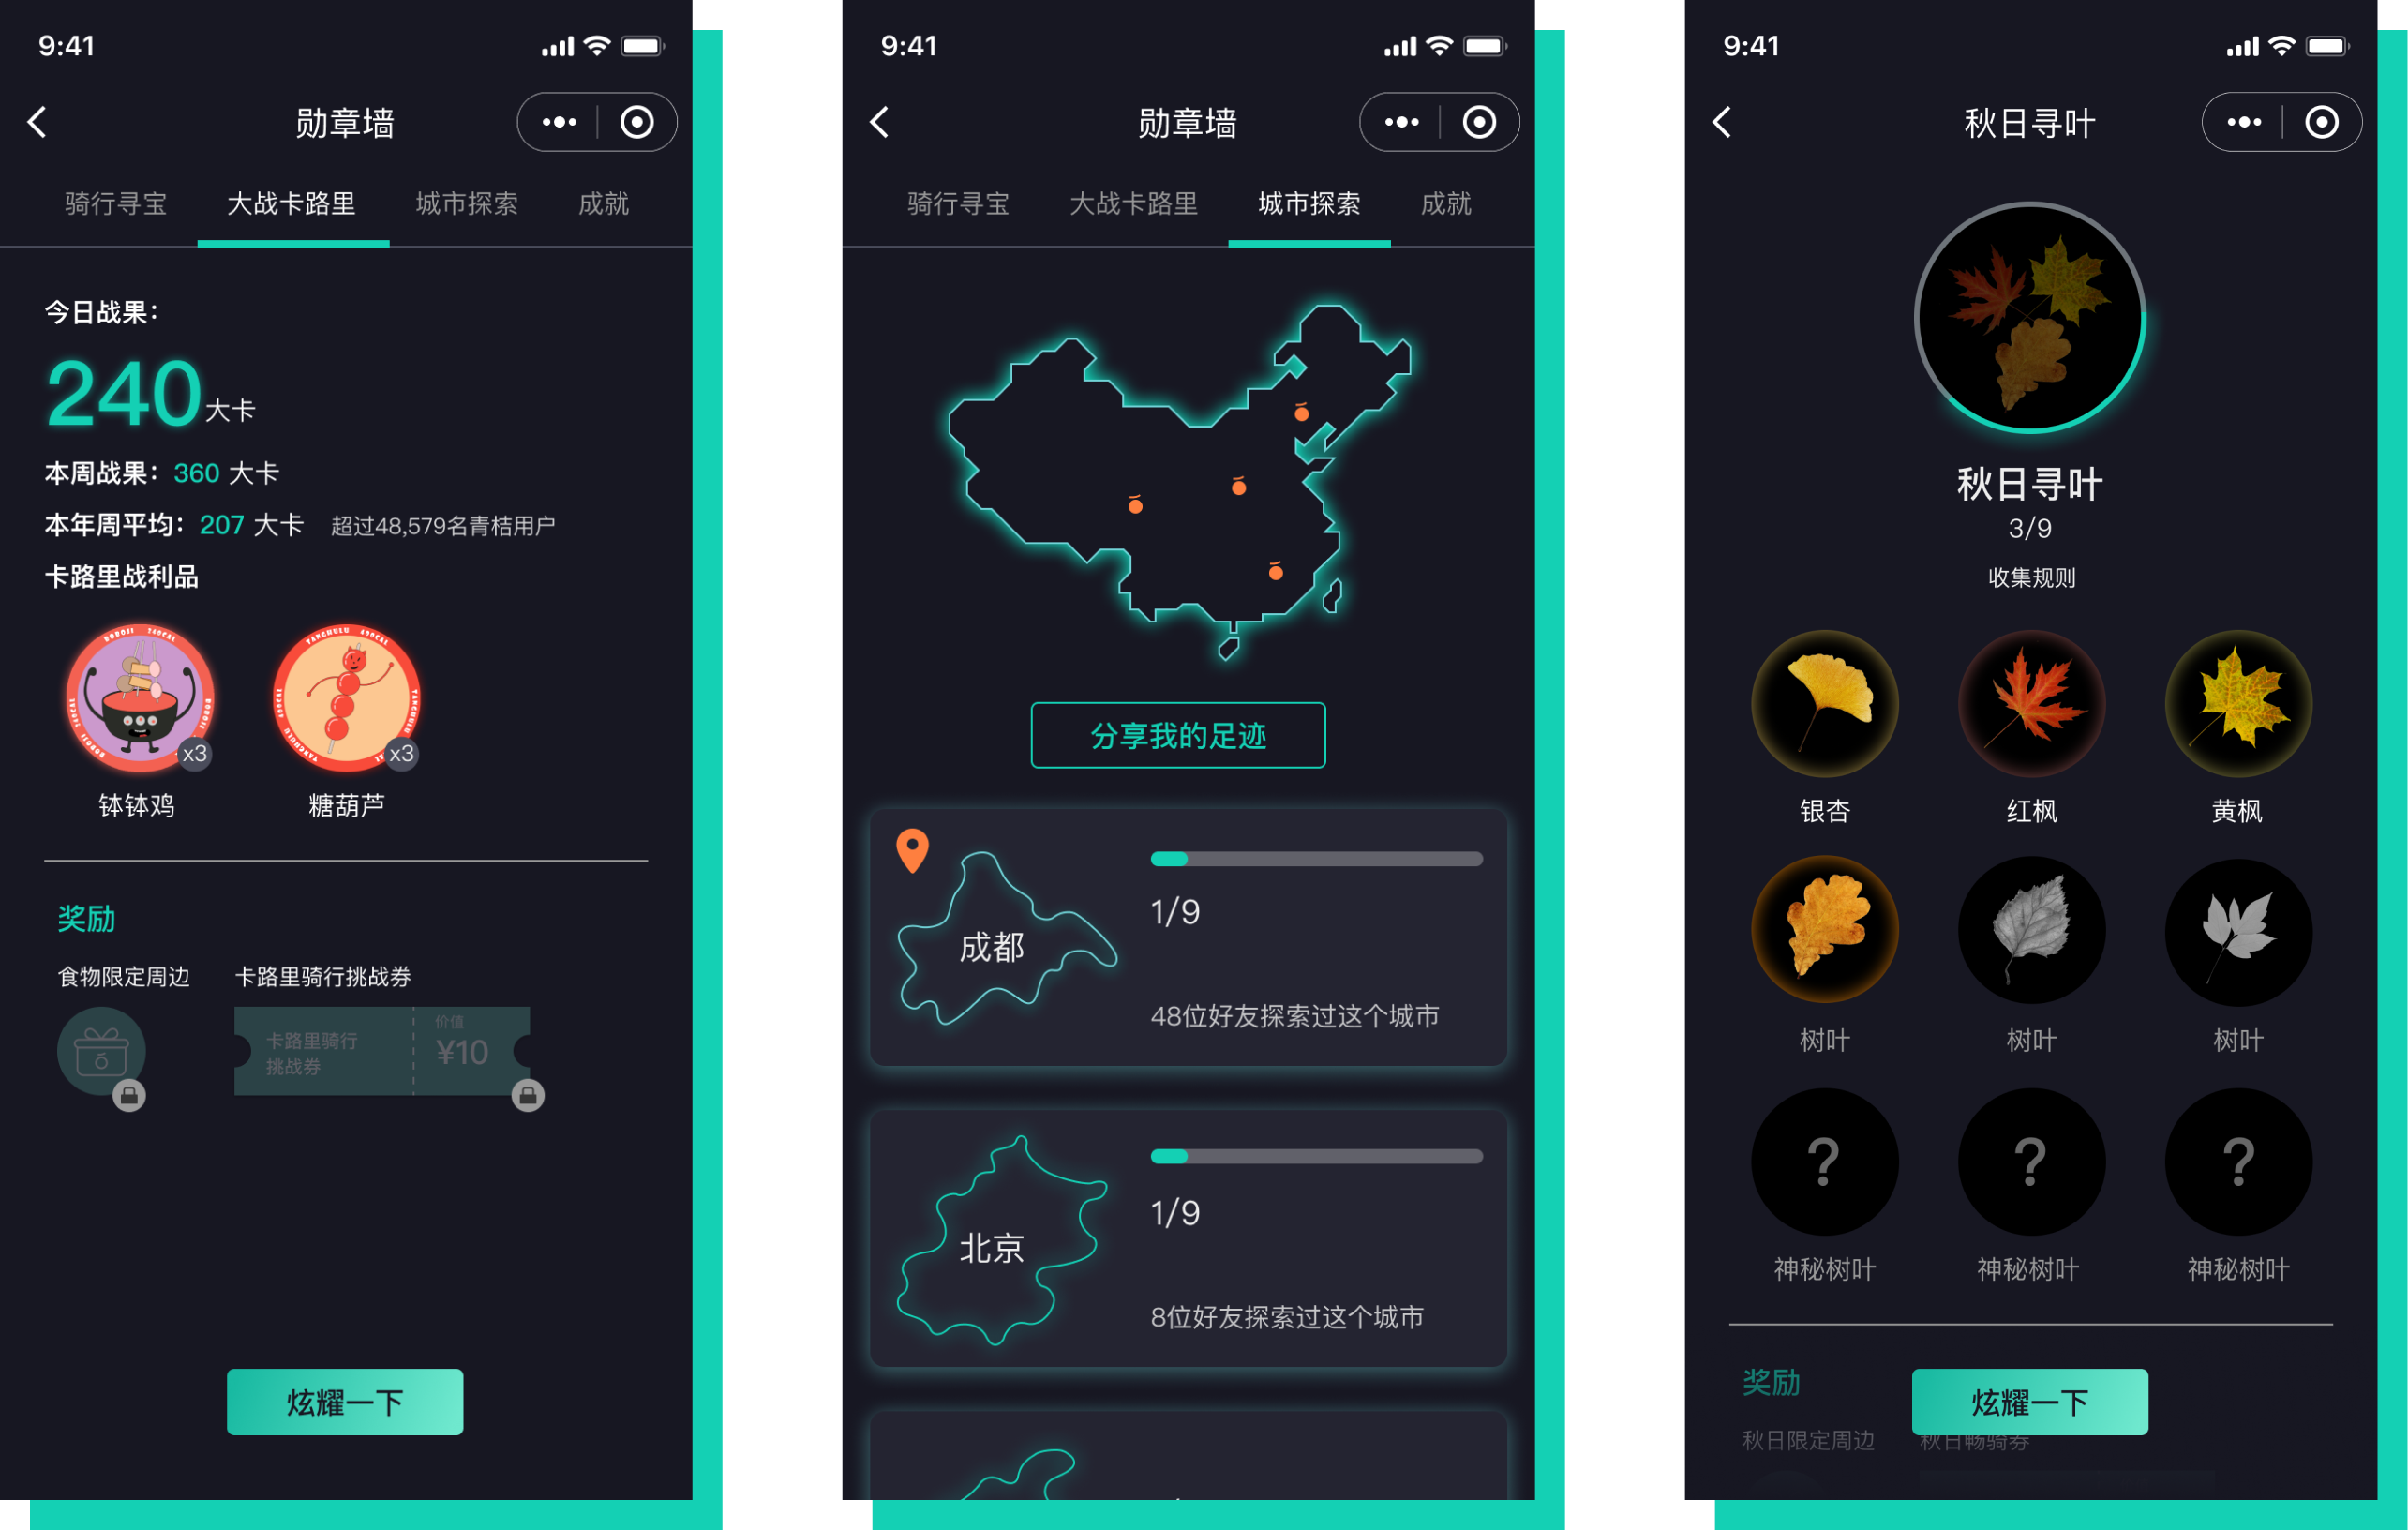 9:41
勋章墙
骑行寻宝 大战卡路里 城市探索 成就
今日战果：
240大卡
本周战果：360 大卡
本年周平均：207 大卡 超过48,579名青桔用户
卡路里战利品
BOBOJI 240CAL
TANGHULU 400CAL
x3 x3
钵钵鸡 糖葫芦
奖励
食物限定周边 卡路里骑行挑战券
卡路里骑行
挑战券
价值
¥10
炫耀一下
9:41
勋章墙
骑行寻宝 大战卡路里 城市探索 成就
分享我的足迹
成都
1/9
48位好友探索过这个城市
北京
1/9
8位好友探索过这个城市
9:41
秋日寻叶
秋日寻叶
3/9
收集规则
银杏 红枫 黄枫
树叶 树叶 树叶
? ? ?
神秘树叶 神秘树叶 神秘树叶
奖励
炫耀一下
秋日限定周边 秋日畅骑券